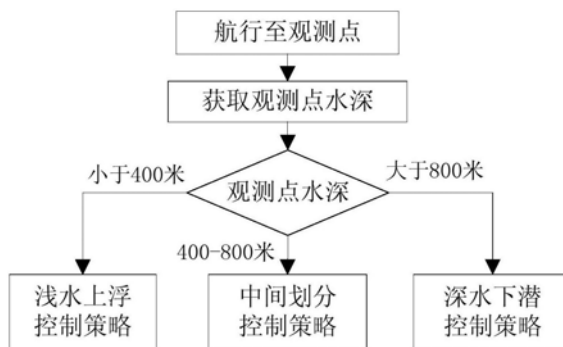 航行至观测点
获取观测点水深
小于400米
大于800米
观测点水深
400-800米
浅水上浮
控制策略
中间划分
控制策略
深水下潜
控制策略